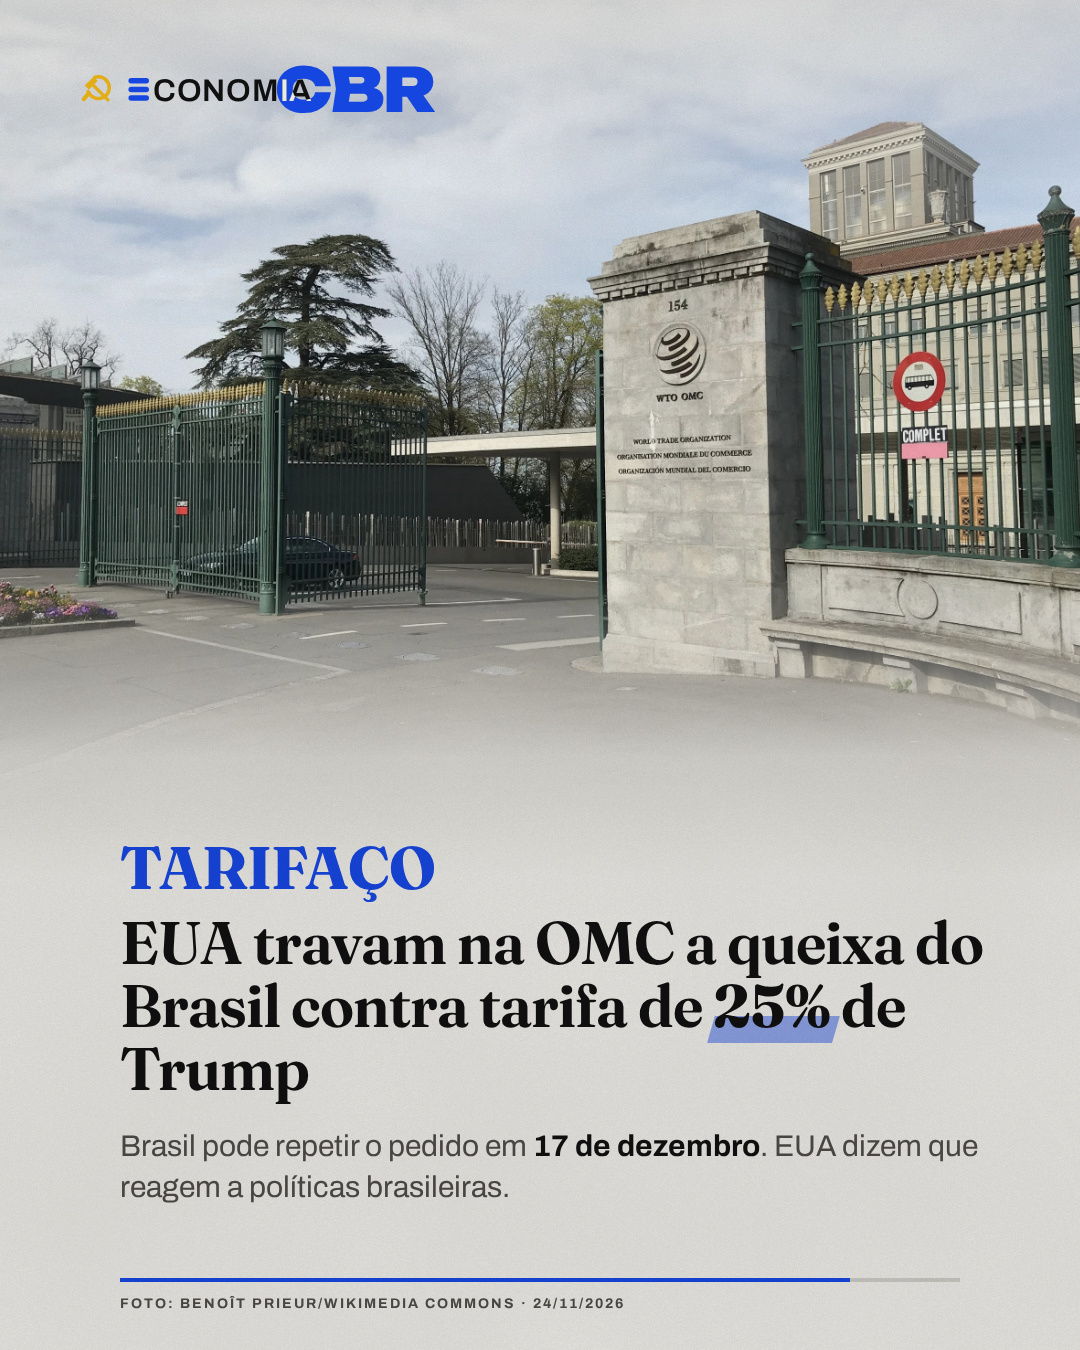 ECONOMIA CBR
154
WTO OMC
WORLD TRADE ORGANIZATION
ORGANISATION MONDIALE DU COMMERCE
ORGANIZACIÓN MUNDIAL DEL COMERCIO
COMPLET
TARIFAÇO
EUA travam na OMC a queixa do
Brasil contra tarifa de 25% de
Trump
Brasil pode repetir o pedido em 17 de dezembro. EUA dizem que
reagem a políticas brasileiras.
FOTO: BENOÎT PRIEUR/WIKIMEDIA COMMONS · 24/11/2026